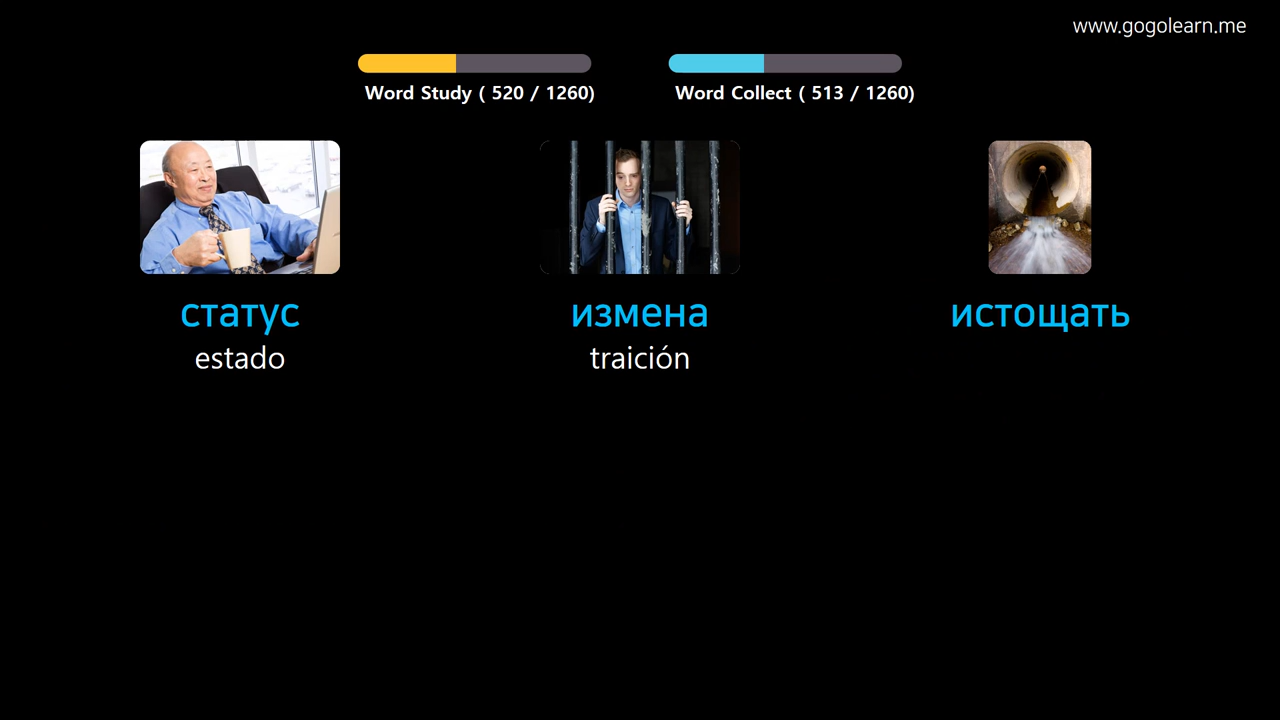 www.gogolearn.me
Word Study ( 520 / 1260)
Word Collect ( 513 / 1260)
статус
estado
измена
traición
истощать